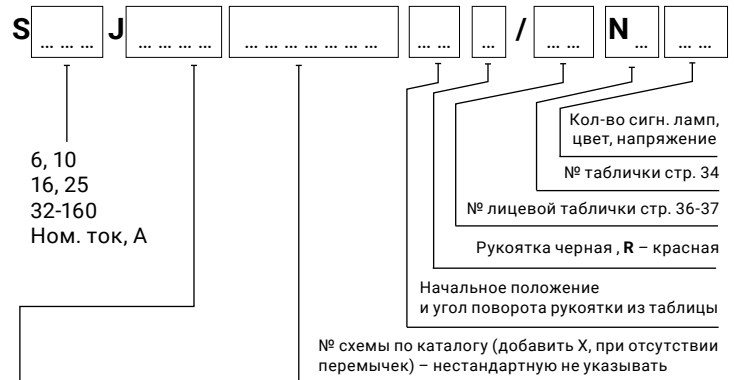 S ... ... ... J ... ... ... ... ... ... ... ... ... ... ... ... ... ... / ... ... N ... ... ...
Кол-во сигн. ламп,
цвет, напряжение
6, 10
16, 25
32-160
Ном. ток, А
№ таблички стр. 34
№ лицевой таблички стр. 36-37
Рукоятка черная , R – красная
Начальное положение
и угол поворота рукоятки из таблицы
№ схемы по каталогу (добавить X, при отсутствии
перемычек) – нестандартную не указывать